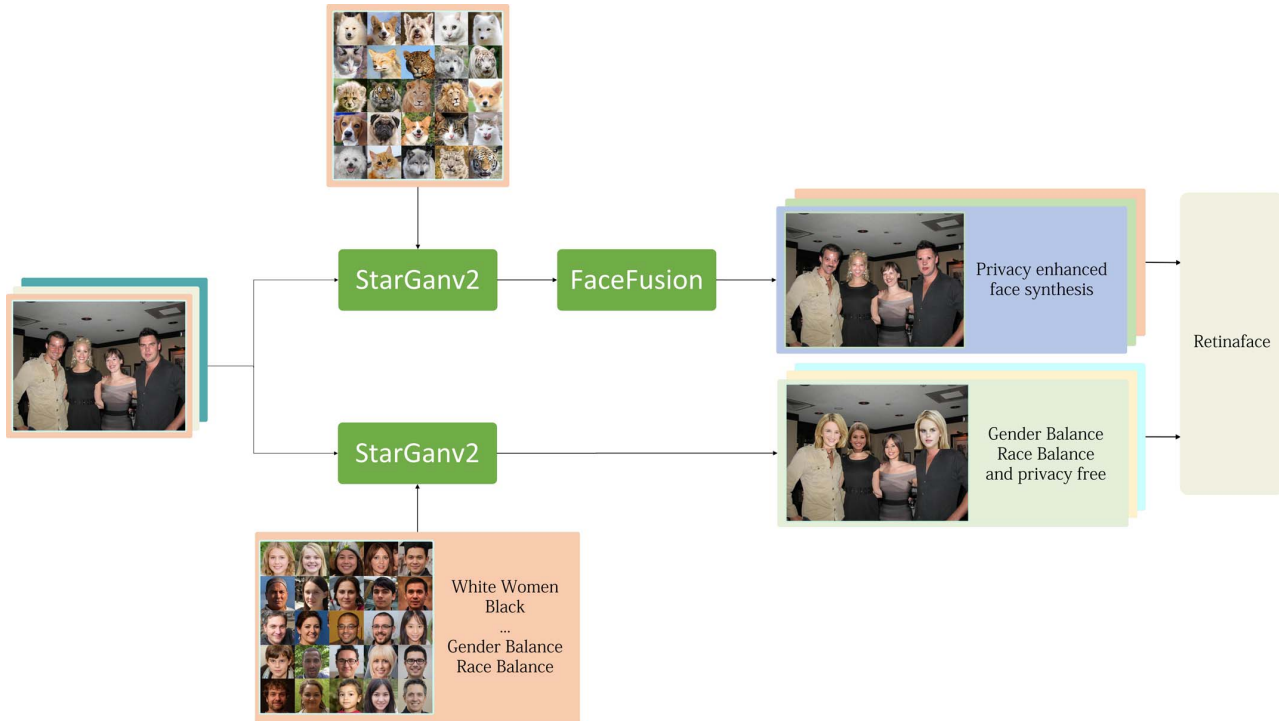 StarGanv2
FaceFusion
Privacy enhanced
face synthesis
Retinaface
StarGanv2
Gender Balance
Race Balance
and privacy free
White Women
Black
...
Gender Balance
Race Balance